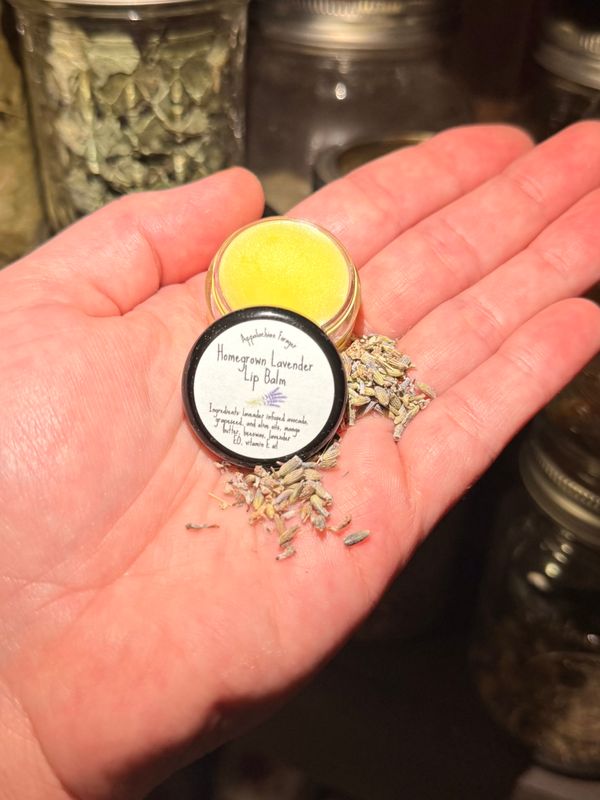 Appalachian Forager
Homegrown Lavender
Lip Balm
Ingredients: lavender infused avocado,
grapeseed, and olive oils, mango
butter, beeswax, lavender
EO, vitamin E oil